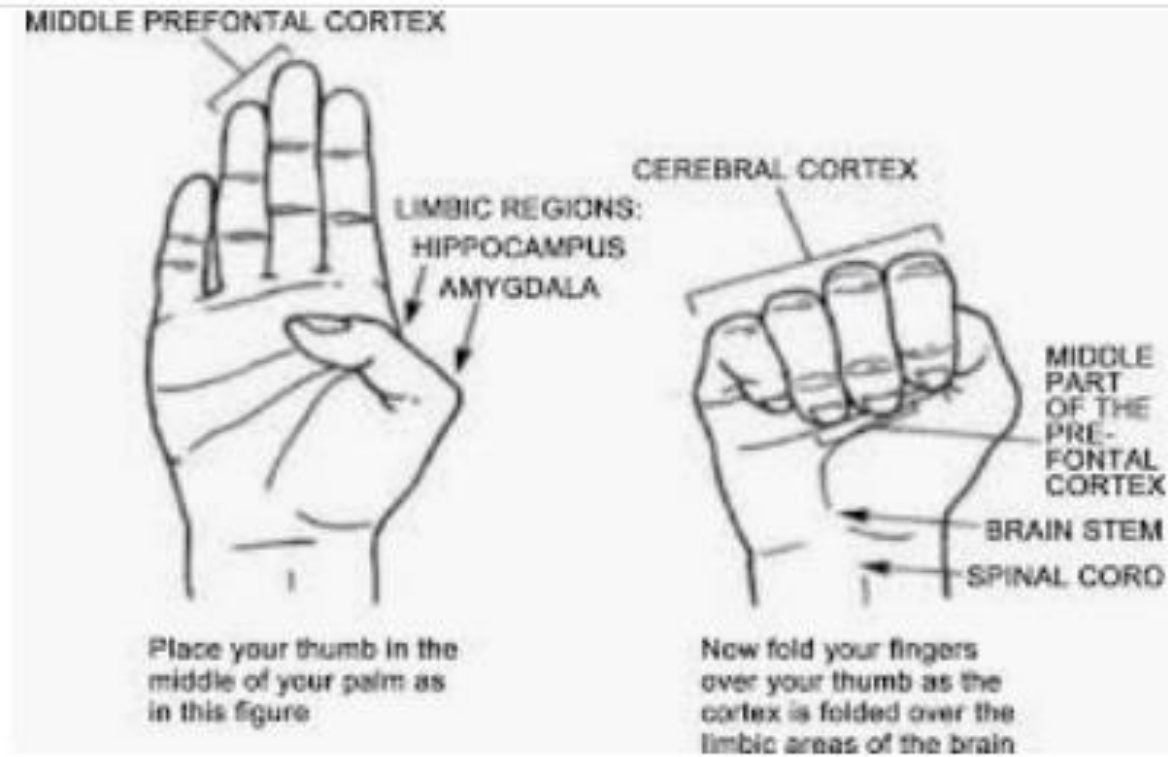 MIDDLE PREFONTAL CORTEX
LIMBIC REGIONS:
HIPPOCAMPUS
AMYGDALA
Place your thumb in the
middle of your palm as
in this figure
CEREBRAL CORTEX
MIDDLE
PART
OF THE
PRE-
FONTAL
CORTEX
BRAIN STEM
SPINAL CORD
Now fold your fingers
over your thumb as the
cortex is folded over the
limbic areas of the brain